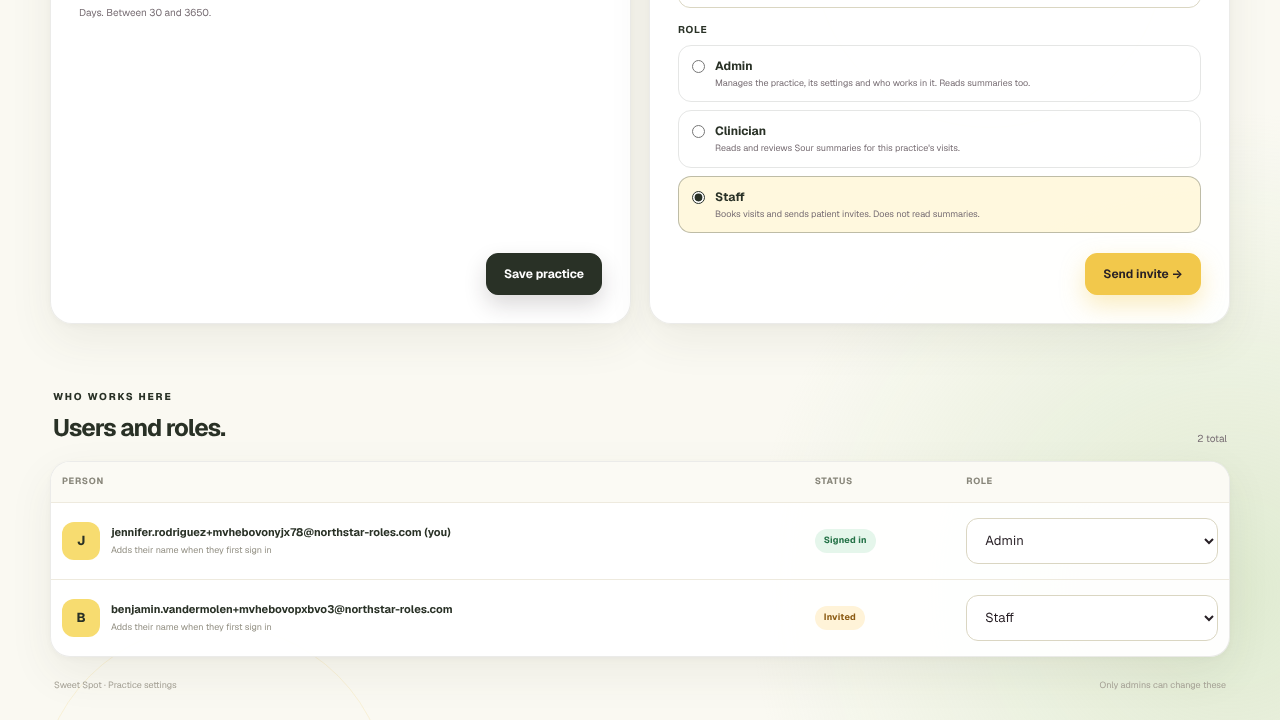 Days. Between 30 and 3650.
ROLE
Admin
Manages the practice, its settings and who works in it. Reads summaries too.
Clinician
Reads and reviews Sour summaries for this practice's visits.
Staff
Books visits and sends patient invites. Does not read summaries.
Save practice
Send invite →
WHO WORKS HERE
Users and roles.
2 total
PERSON STATUS ROLE
J jennifer.rodriguez+mvhebovonyjx78@northstar-roles.com (you) Signed in Admin
Adds their name when they first sign in
B benjamin.vandermolen+mvhebovopxbvo3@northstar-roles.com Invited Staff
Adds their name when they first sign in
Sweet Spot · Practice settings
Only admins can change these